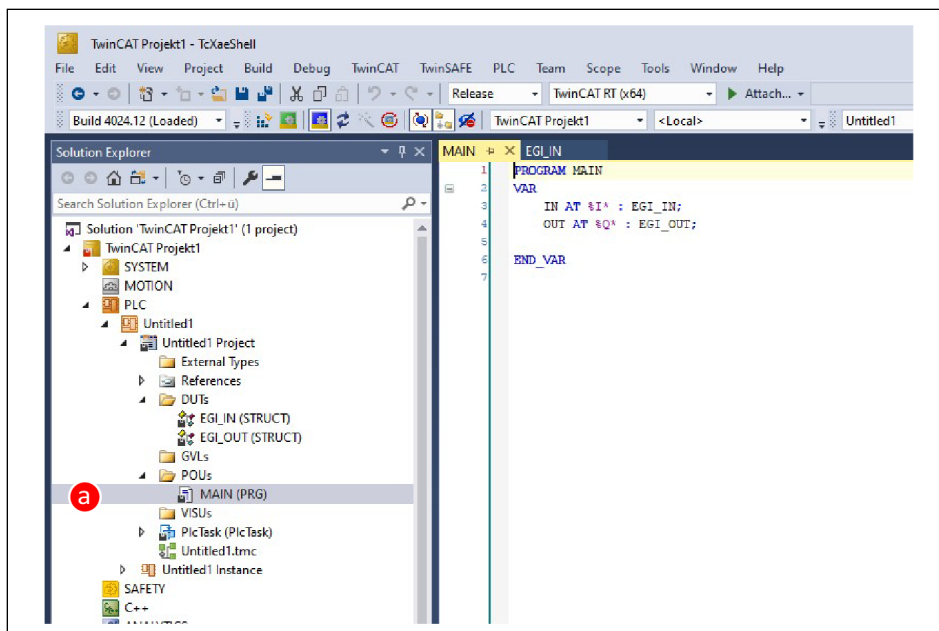 TwinCAT Projekt1 - TcXaeShell
File Edit View Project Build Debug TwinCAT TwinSAFE PLC Team Scope Tools Window Help
Release TwinCAT RT (x64) Attach...
Build 4024.12 (Loaded) TwinCAT Projekt1 <Local> Untitled1
Solution Explorer
Search Solution Explorer (Ctrl+ü)
Solution 'TwinCAT Projekt1' (1 project)
TwinCAT Projekt1
SYSTEM
MOTION
PLC
Untitled1
Untitled1 Project
External Types
References
DUTs
EGI_IN (STRUCT)
EGI_OUT (STRUCT)
GVLs
POUs
a MAIN (PRG)
VISUs
PlcTask (PlcTask)
Untitled1.tmc
Untitled1 Instance
SAFETY
C++
MAIN EGI_IN
1 PROGRAM MAIN
2 VAR
3 IN AT %I* : EGI_IN;
4 OUT AT %Q* : EGI_OUT;
5
6 END_VAR
7